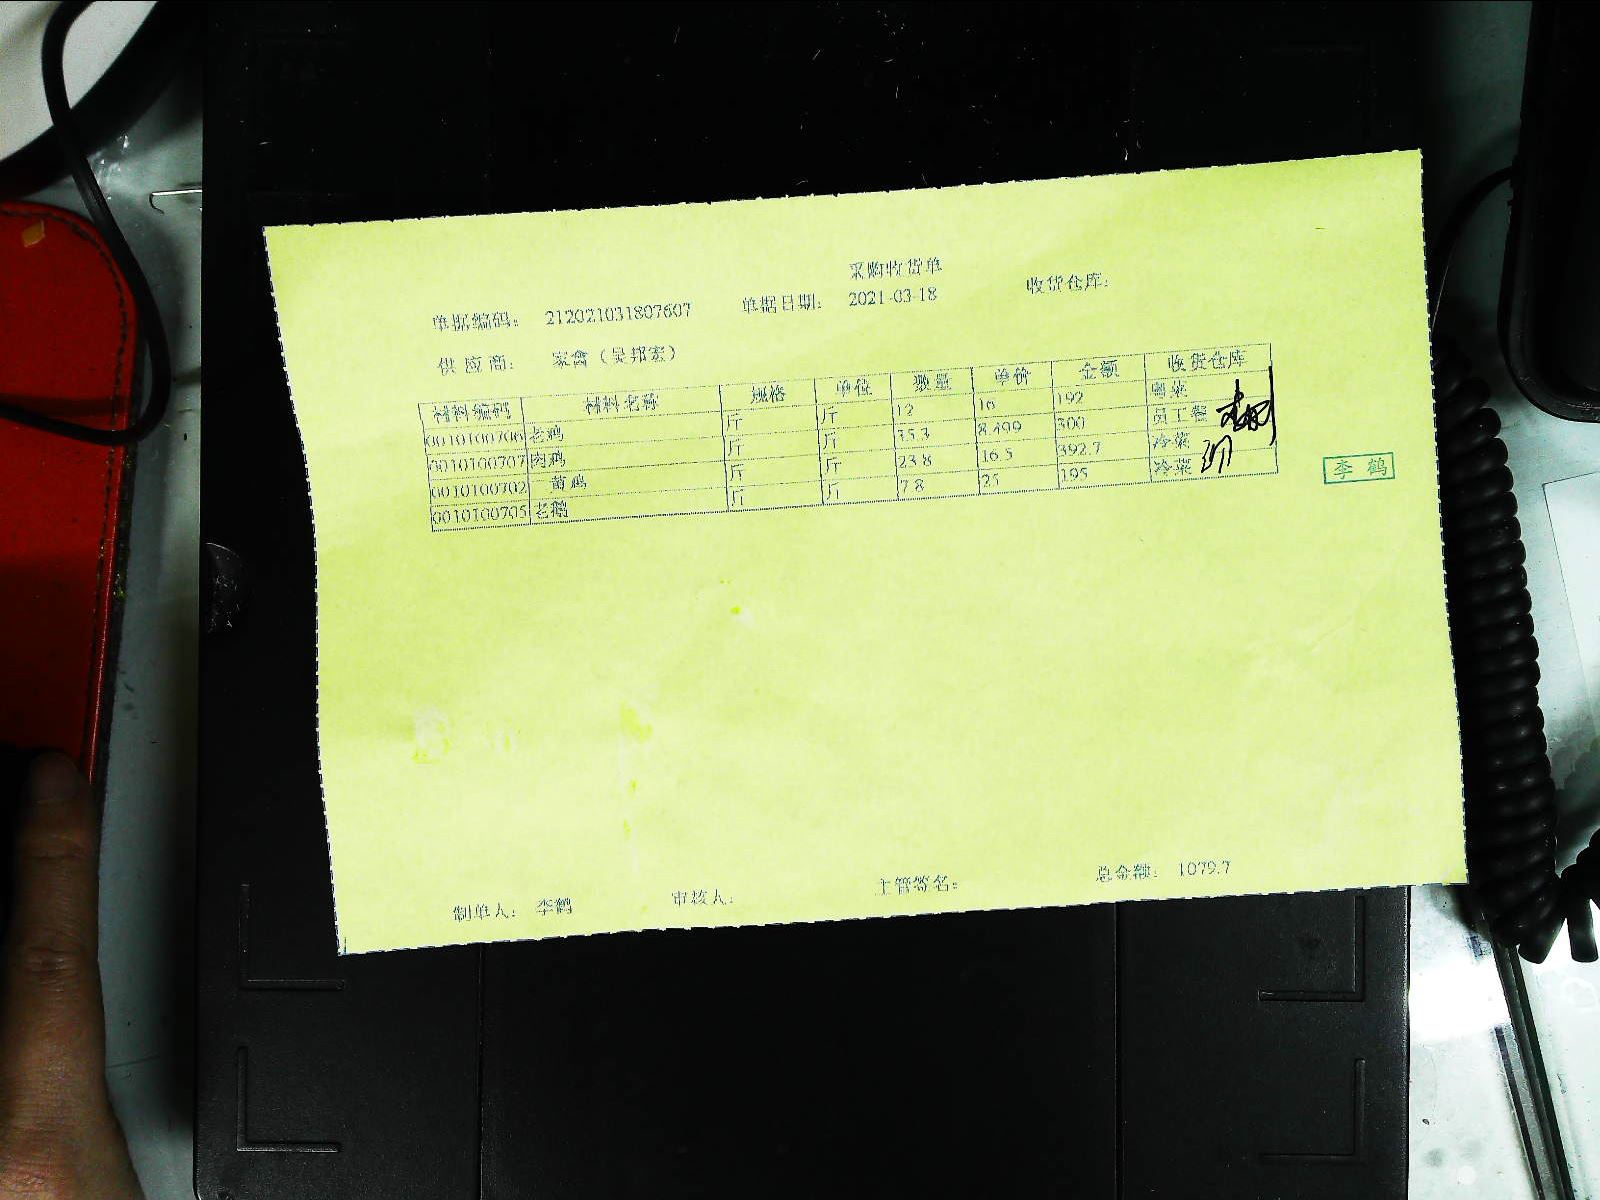 采购收货单
单据编码： 212021031807607 单据日期： 2021-03-18 收货仓库：
供 应 商： 家禽（吴邦宏）
材料编码 材料名称 规格 单位 数量 单价 金额 收货仓库
0010100706 老鸡 斤 斤 12 16 192 粤菜
0010100707 肉鸡 斤 斤 35.3 8.499 300 员工餐
0010100702 一 鸡 斤 斤 23.8 16.5 392.7 冷菜
0010100705 老鹅 斤 斤 7.8 25 195 冷菜
李 鹤
制单人： 李鹤 审核人： 主管签名： 总金额： 1079.7